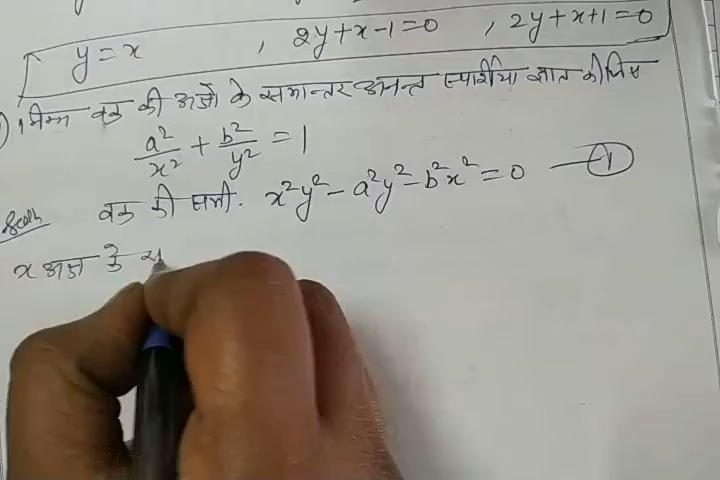 y = x , 2y+x-1=0 , 2y+x+1=0
निम्न वक्र की अक्षों के समान्तर अनन्त स्पर्शीया ज्ञात कीजिए
a²/x² + b²/y² = 1
Solⁿ वक्र की समी. x²y² - a²y² - b²x² = 0 — 1
x अक्ष के स